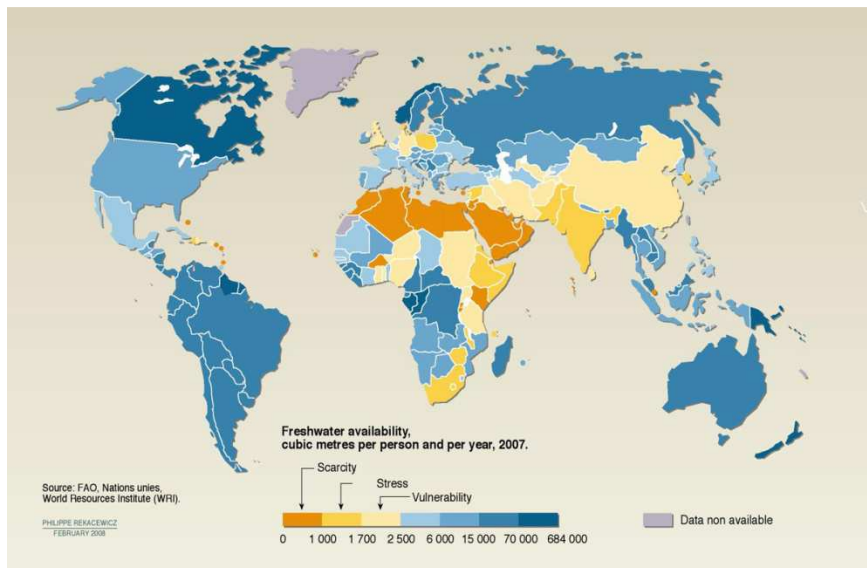 Freshwater availability,
cubic metres per person and per year, 2007.
Scarcity
Stress
Vulnerability
0 1 000 1 700 2 500 6 000 15 000 70 000 684 000
Data non available
Source: FAO, Nations unies,
World Resources Institute (WRI).
PHILIPPE REKACEWICZ
FEBRUARY 2008